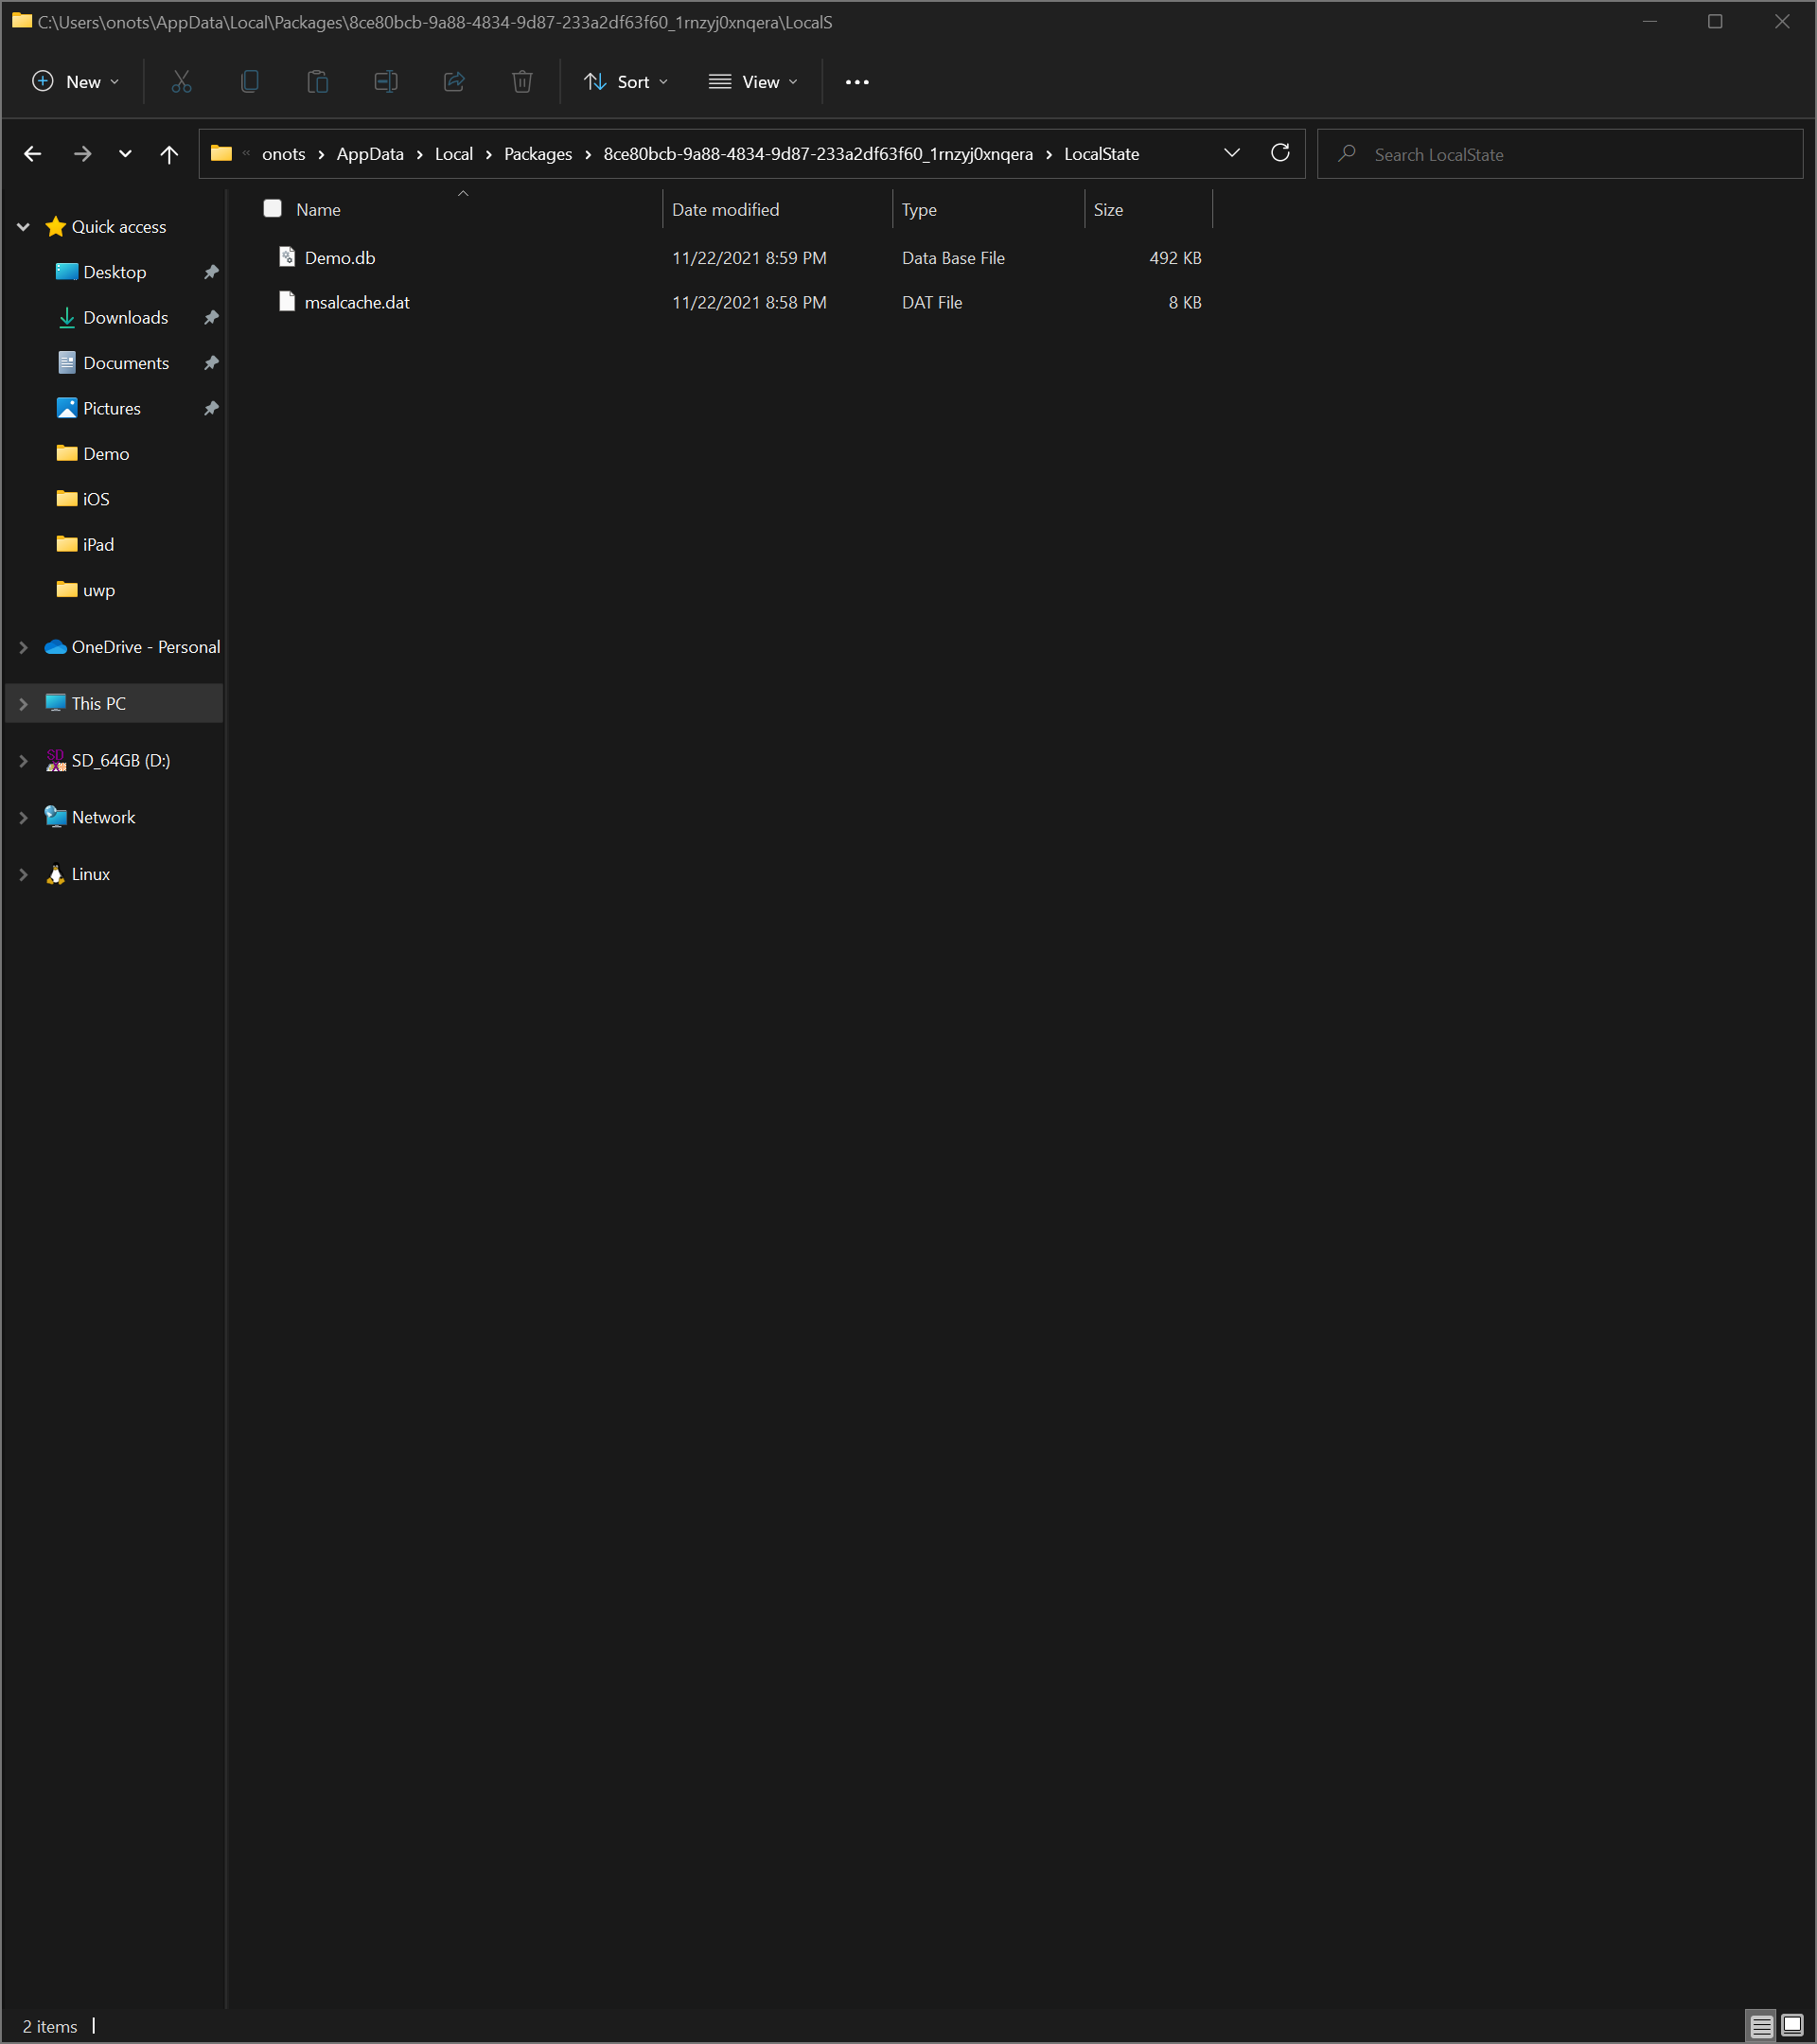 C:\Users\onots\AppData\Local\Packages\8ce80bcb-9a88-4834-9d87-233a2df63f60_1rnzyj0xnqera\LocalS
New Sort View
« onots › AppData › Local › Packages › 8ce80bcb-9a88-4834-9d87-233a2df63f60_1rnzyj0xnqera › LocalState
Search LocalState
Quick access
Desktop
Downloads
Documents
Pictures
Demo
iOS
iPad
uwp
OneDrive - Personal
This PC
SD_64GB (D:)
Network
Linux
Name Date modified Type Size
Demo.db 11/22/2021 8:59 PM Data Base File 492 KB
msalcache.dat 11/22/2021 8:58 PM DAT File 8 KB
2 items